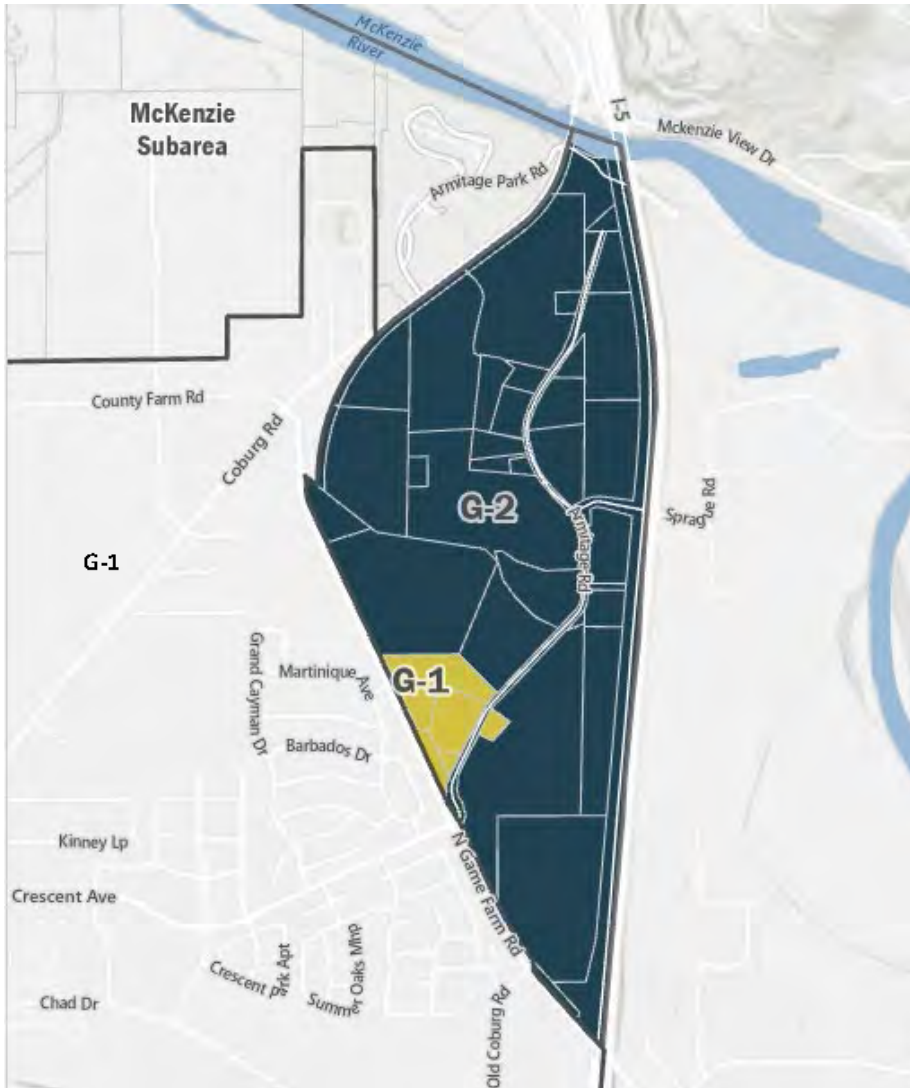 McKenzie
River
I-5
Mckenzie View Dr
McKenzie
Subarea
Armitage Park Rd
County Farm Rd
Coburg Rd
Sprague Rd
G-2
Armitage Rd
G-1
Grand Cayman Dr
Martinique Ave
G-1
Barbados Dr
Kinney Lp
Crescent Ave
N Game Farm Rd
Crescent Park Apt
Summer Oaks Mhp
Chad Dr
Old Coburg Rd